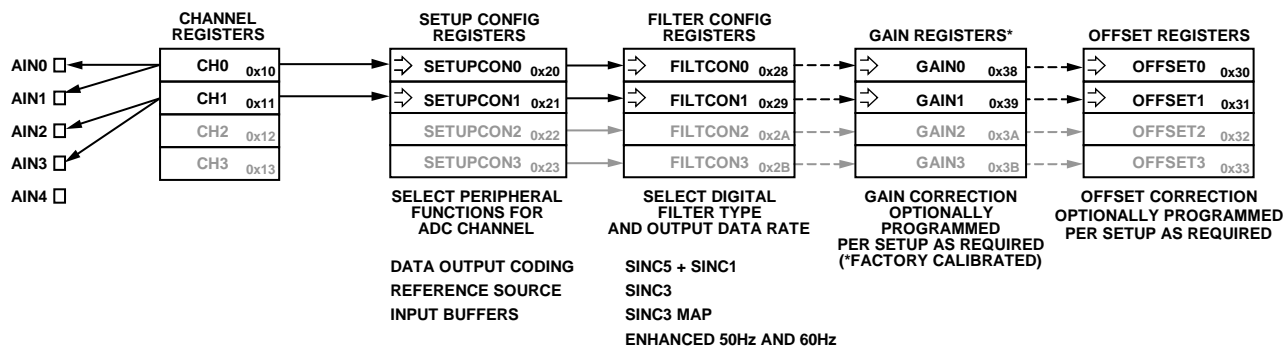 CHANNEL
REGISTERS
SETUP CONFIG
REGISTERS
FILTER CONFIG
REGISTERS
GAIN REGISTERS*
OFFSET REGISTERS
AIN0
AIN1
AIN2
AIN3
AIN4
CH0 0x10
CH1 0x11
CH2 0x12
CH3 0x13
SETUPCON0 0x20
SETUPCON1 0x21
SETUPCON2 0x22
SETUPCON3 0x23
FILTCON0 0x28
FILTCON1 0x29
FILTCON2 0x2A
FILTCON3 0x2B
GAIN0 0x38
GAIN1 0x39
GAIN2 0x3A
GAIN3 0x3B
OFFSET0 0x30
OFFSET1 0x31
OFFSET2 0x32
OFFSET3 0x33
SELECT PERIPHERAL
FUNCTIONS FOR
ADC CHANNEL
SELECT DIGITAL
FILTER TYPE
AND OUTPUT DATA RATE
GAIN CORRECTION
OPTIONALLY
PROGRAMMED
PER SETUP AS REQUIRED
(*FACTORY CALIBRATED)
OFFSET CORRECTION
OPTIONALLY PROGRAMMED
PER SETUP AS REQUIRED
DATA OUTPUT CODING
REFERENCE SOURCE
INPUT BUFFERS
SINC5 + SINC1
SINC3
SINC3 MAP
ENHANCED 50Hz AND 60Hz